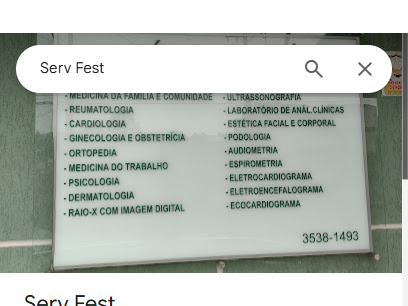 Serv Fest
- MEDICINA DA FAMÍLIA E COMUNIDADE
- REUMATOLOGIA
- CARDIOLOGIA
- GINECOLOGIA E OBSTETRÍCIA
- ORTOPEDIA
- MEDICINA DO TRABALHO
- PSICOLOGIA
- DERMATOLOGIA
- RAIO-X COM IMAGEM DIGITAL
- ULTRASSONOGRAFIA
- LABORATÓRIO DE ANÁL.CLÍNICAS
- ESTÉTICA FACIAL E CORPORAL
- PODOLOGIA
- AUDIOMETRIA
- ESPIROMETRIA
- ELETROCARDIOGRAMA
- ELETROENCEFALOGRAMA
- ECOCARDIOGRAMA
3538-1493
Serv Fest